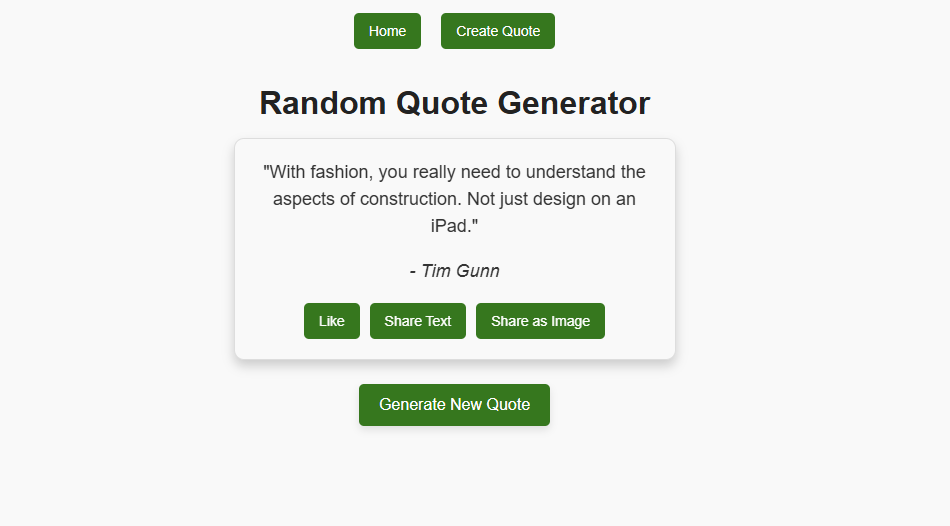 Home Create Quote
Random Quote Generator
"With fashion, you really need to understand the
aspects of construction. Not just design on an
iPad."
- Tim Gunn
Like Share Text Share as Image
Generate New Quote